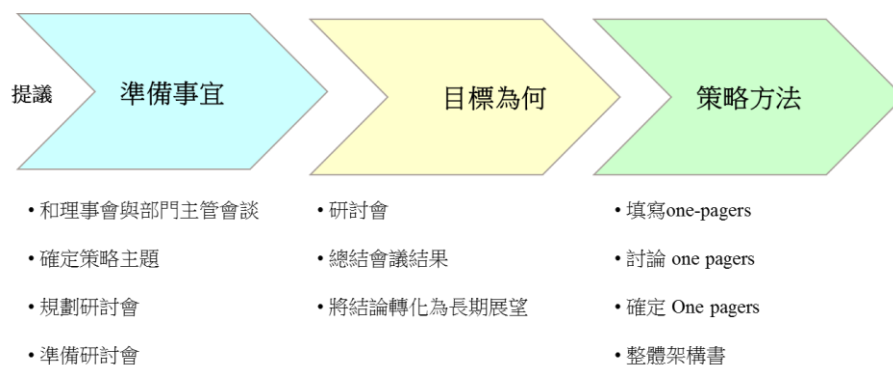 提議
準備事宜
目標為何
策略方法
• 和理事會與部門主管會談
• 確定策略主題
• 規劃研討會
• 準備研討會
• 研討會
• 總結會議結果
• 將結論轉化為長期展望
• 填寫one-pagers
• 討論 one pagers
• 確定 One pagers
• 整體架構書